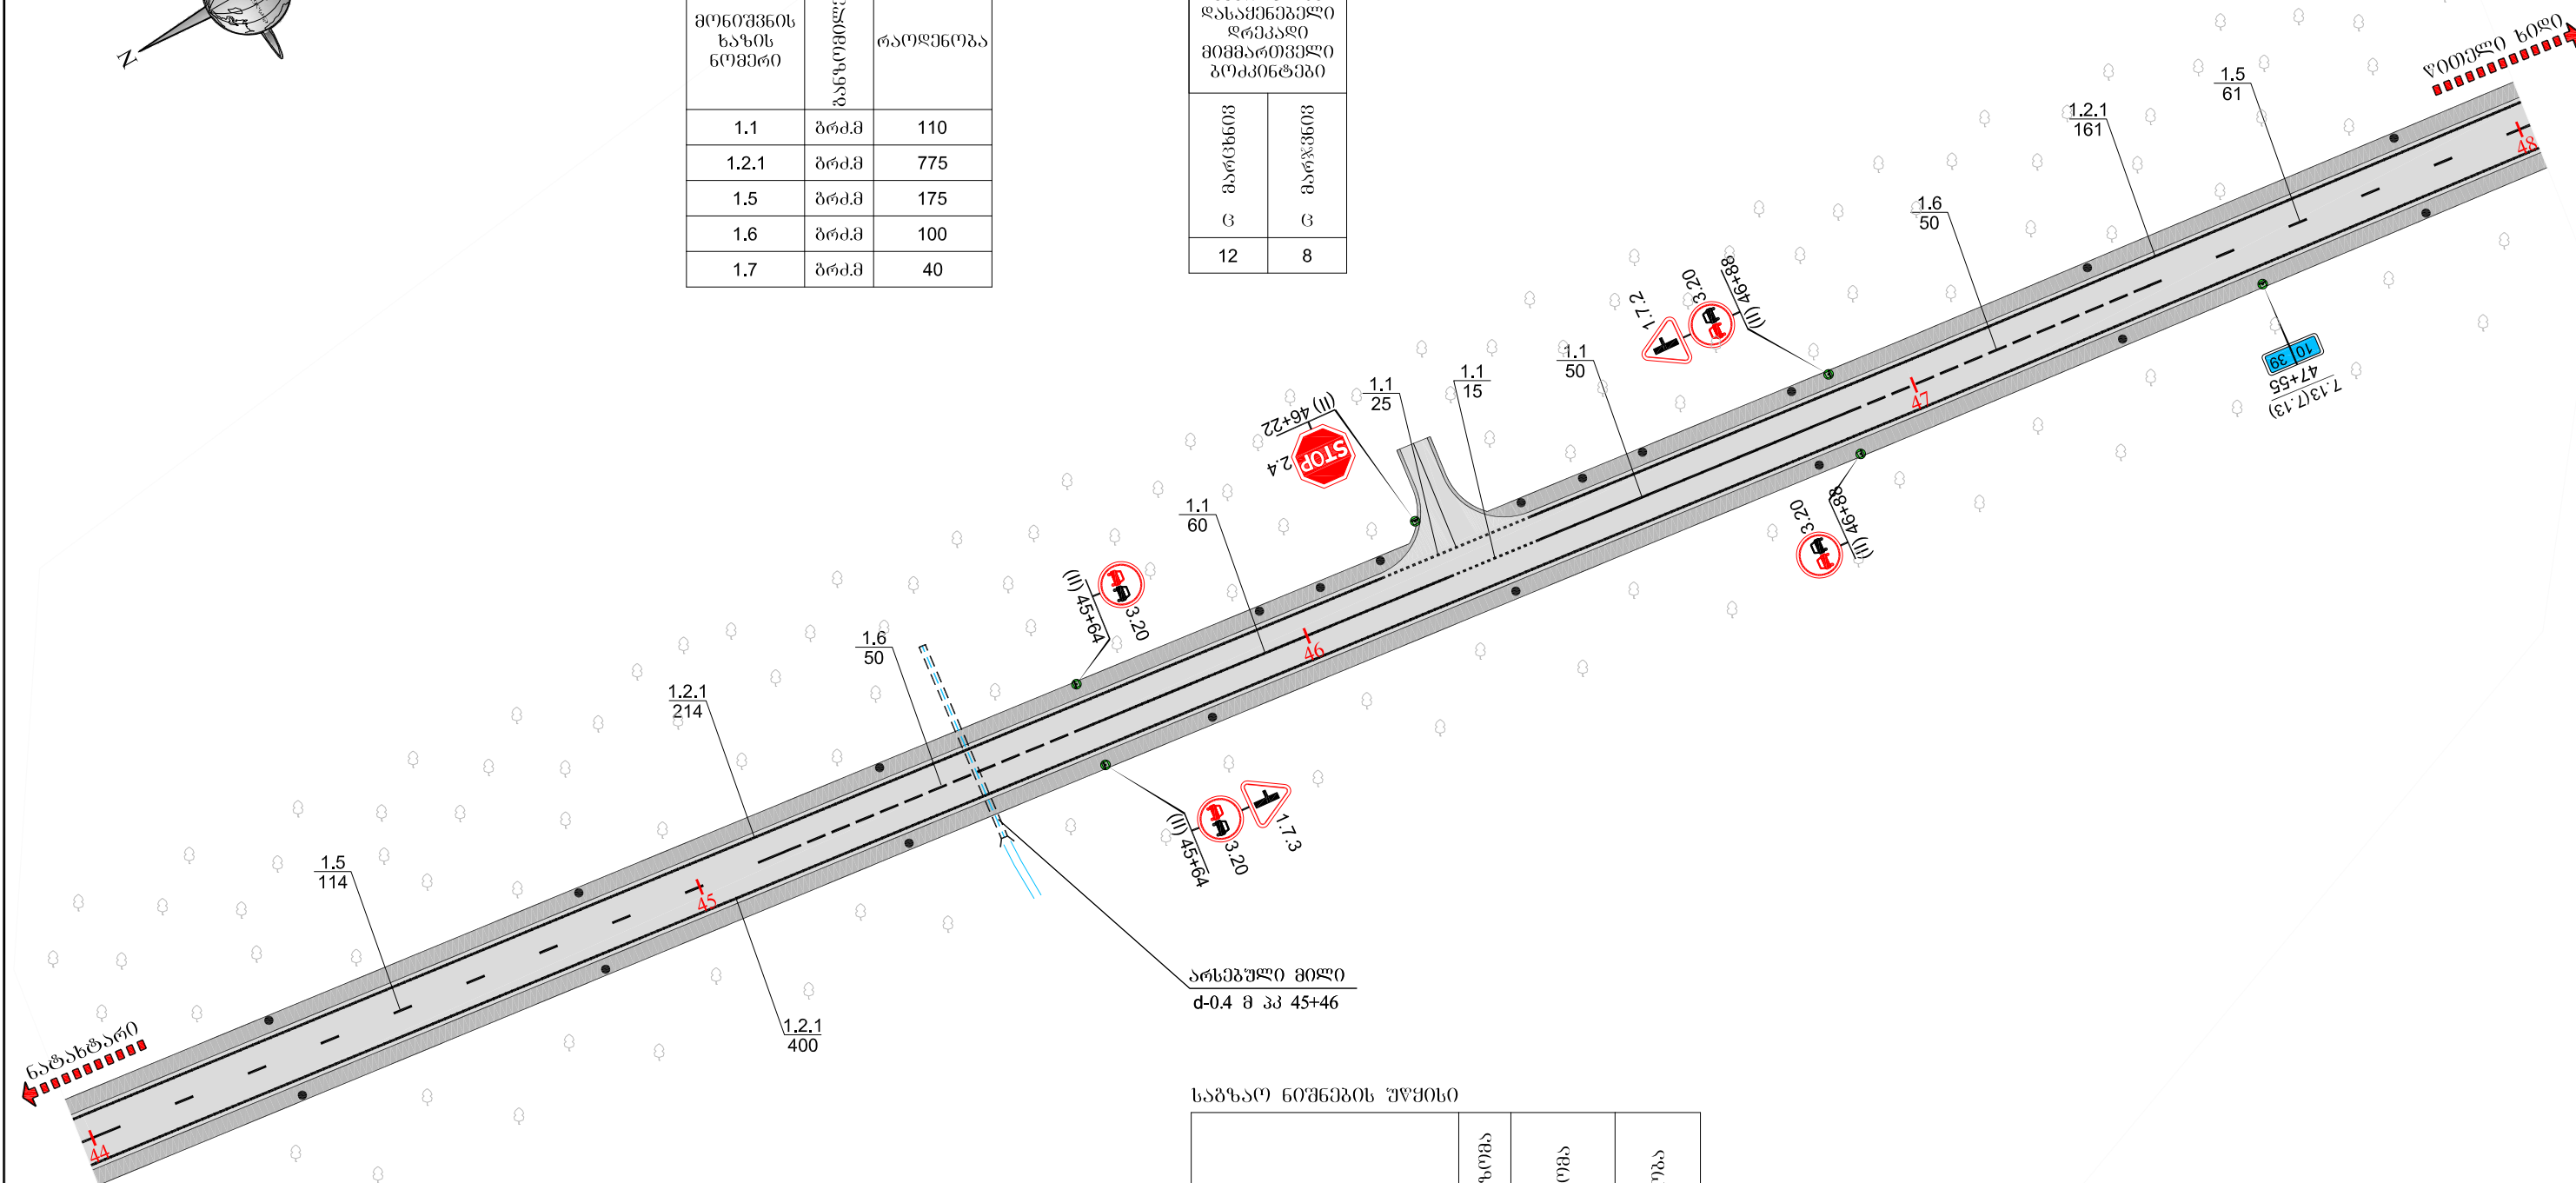 N
მონიშვნის
ხაზის
ნომერი
რაოდენობა
1.1 გრძ.მ 110
1.2.1 გრძ.მ 775
1.5 გრძ.მ 175
1.6 გრძ.მ 100
1.7 გრძ.მ 40
დასაყენებელი
დრეკადი
მიმმართველი
ბოძკინტები
მარცხნივ
მარჯვნივ
ც ც
12 8
წითელი ხიდი
1.5
61
1.2.1
161
48
1.6
50
1.7.2
3.20
(II) 46+88
1.1
50
1.1
15
1.1
25
(II) 46+22
STOP
2.4
47
10 39
47+55
7.13(7.13)
3.20
(II) 46+88
1.1
60
46
(II) 45+64
3.20
1.6
50
1.2.1
214
(II) 45+64
3.20
1.7.3
45
1.5
114
1.2.1
400
არსებული მილი
d-0.4 მ პკ 45+46
ნატახტარი
44
საგზაო ნიშნების უწყისი